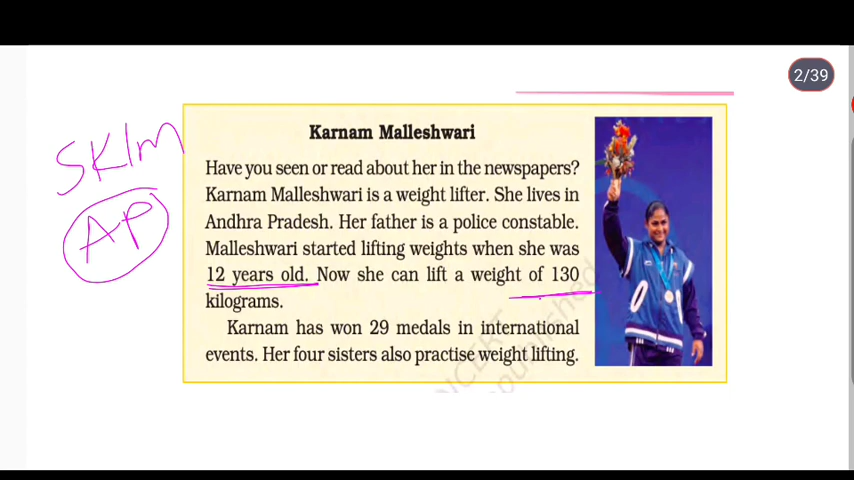 2/39
SKIM
AP
Karnam Malleshwari
Have you seen or read about her in the newspapers?
Karnam Malleshwari is a weight lifter. She lives in
Andhra Pradesh. Her father is a police constable.
Malleshwari started lifting weights when she was
12 years old. Now she can lift a weight of 130
kilograms.
Karnam has won 29 medals in international
events. Her four sisters also practise weight lifting.